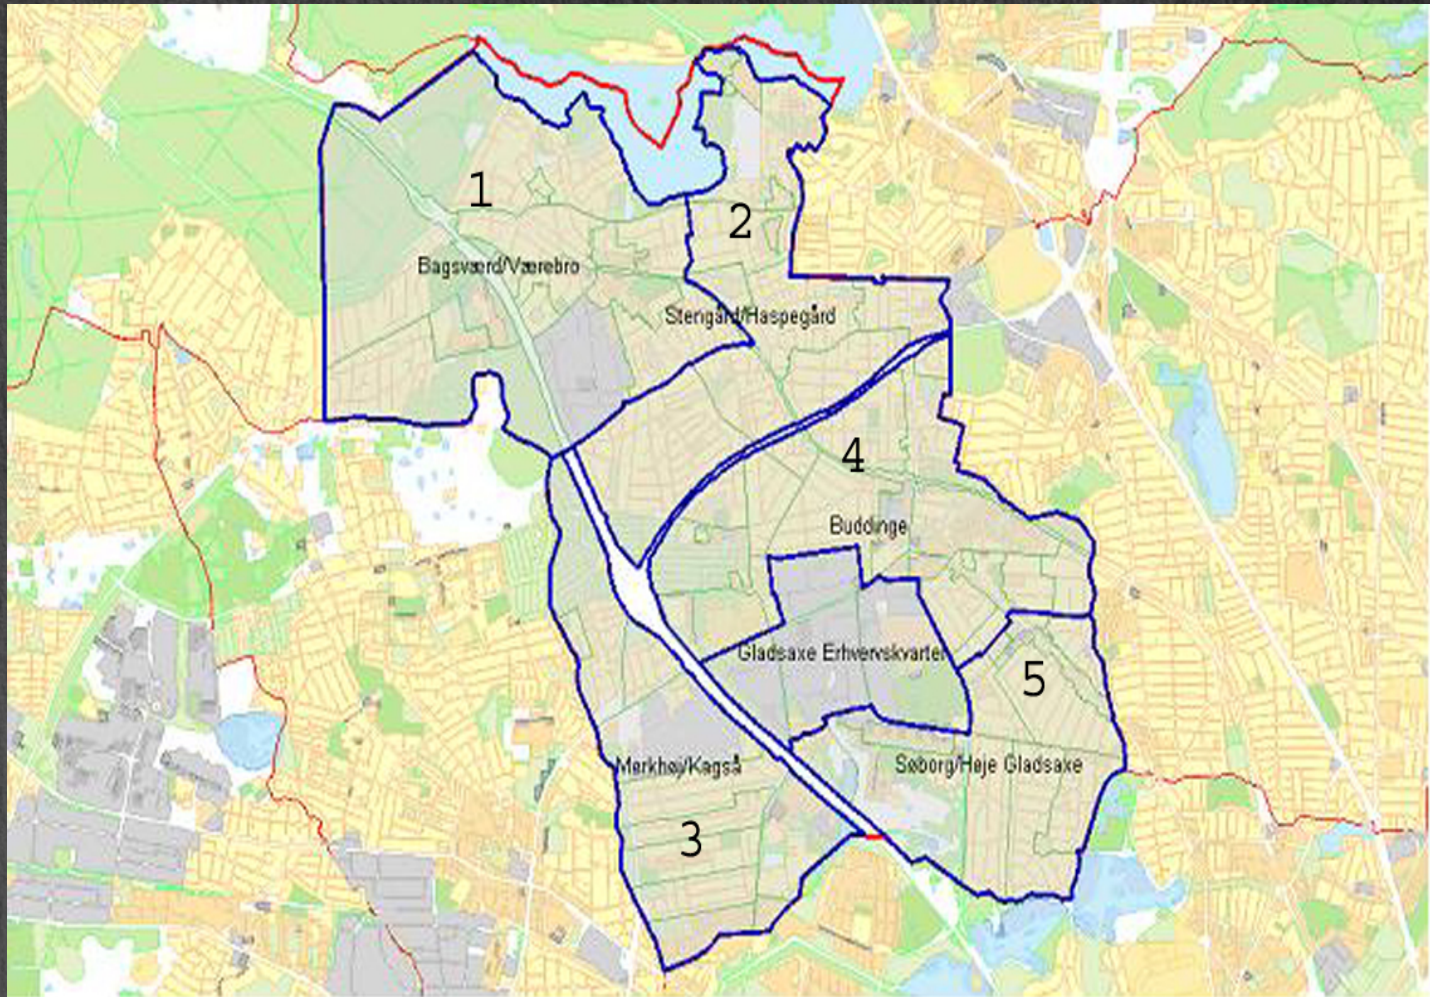 1
2
Bagsværd/Værebro
Stengård/Haspegård
4
Buddinge
Gladsaxe Erhvervskvarter
5
Mørkhøj/Kagså
Søborg/Høje Gladsaxe
3